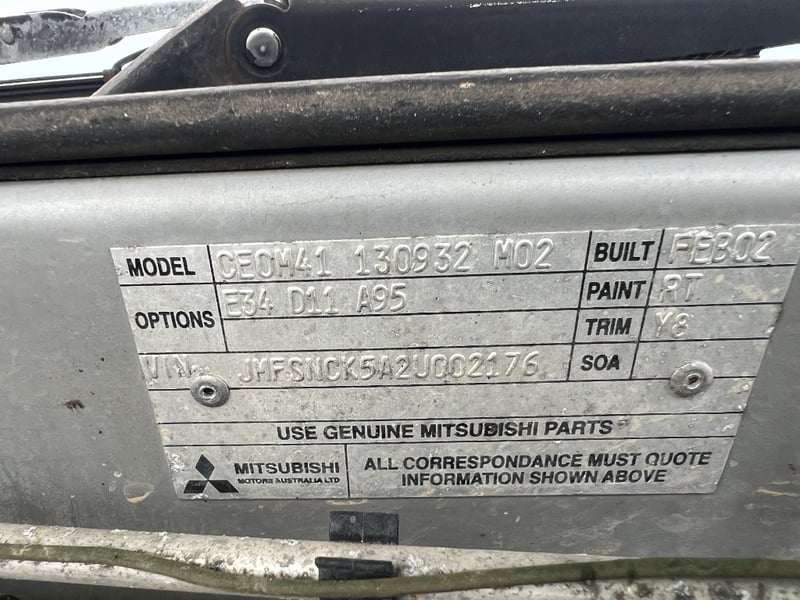 MODEL CE0M41 130932 M02 BUILT FEB02
OPTIONS E34 D11 A95 PAINT RT
TRIM Y8
VIN JMFSNCK5A2U002176 SOA
USE GENUINE MITSUBISHI PARTS
MITSUBISHI
MOTORS AUSTRALIA LTD
ALL CORRESPONDANCE MUST QUOTE
INFORMATION SHOWN ABOVE